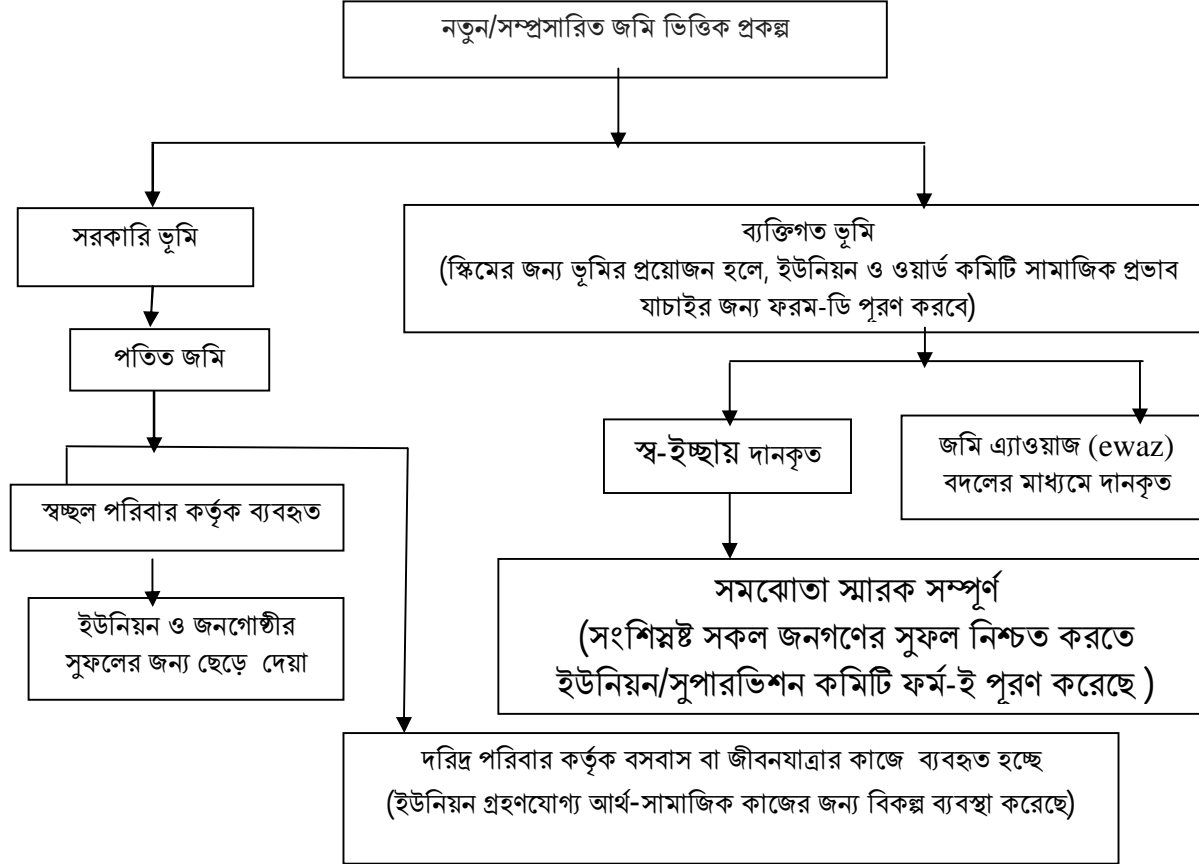 নতুন/সম্প্রসারিত জমি ভিত্তিক প্রকল্প
সরকারি ভূমি
ব্যক্তিগত ভূমি
(স্কিমের জন্য ভূমির প্রয়োজন হলে, ইউনিয়ন ও ওয়ার্ড কমিটি সামাজিক প্রভাব
যাচাইর জন্য ফরম-ডি পূরণ করবে)
পতিত জমি
স্ব-ইচ্ছায় দানকৃত
জমি এ্যাওয়াজ (ewaz)
বদলের মাধ্যমে দানকৃত
স্বচ্ছল পরিবার কর্তৃক ব্যবহৃত
ইউনিয়ন ও জনগোষ্ঠীর
সুফলের জন্য ছেড়ে দেয়া
সমঝোতা স্মারক সম্পূর্ণ
(সংশিস্নষ্ট সকল জনগণের সুফল নিশ্চত করতে
ইউনিয়ন/সুপারভিশন কমিটি ফর্ম-ই পূরণ করেছে )
দরিদ্র পরিবার কর্তৃক বসবাস বা জীবনযাত্রার কাজে ব্যবহৃত হচ্ছে
(ইউনিয়ন গ্রহণযোগ্য আর্থ-সামাজিক কাজের জন্য বিকল্প ব্যবস্থা করেছে)